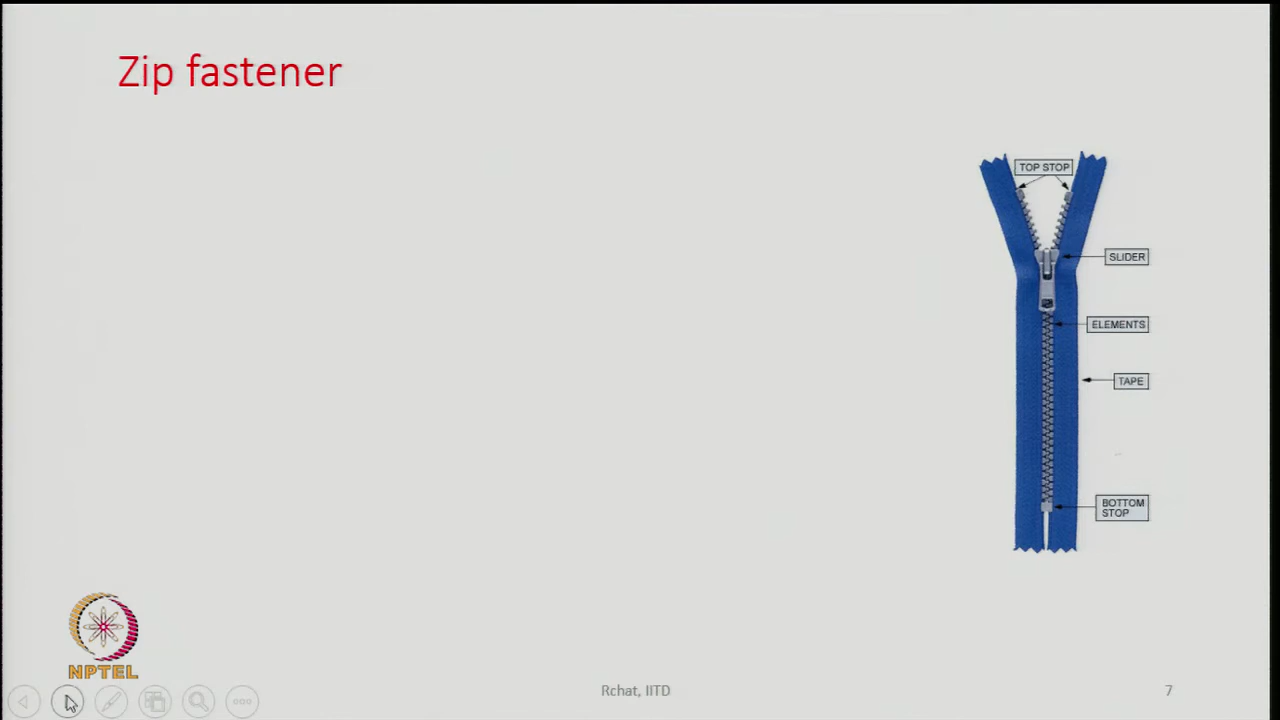 Zip fastener
TOP STOP
SLIDER
ELEMENTS
TAPE
BOTTOM
STOP
NPTEL
Rchat, IITD
7